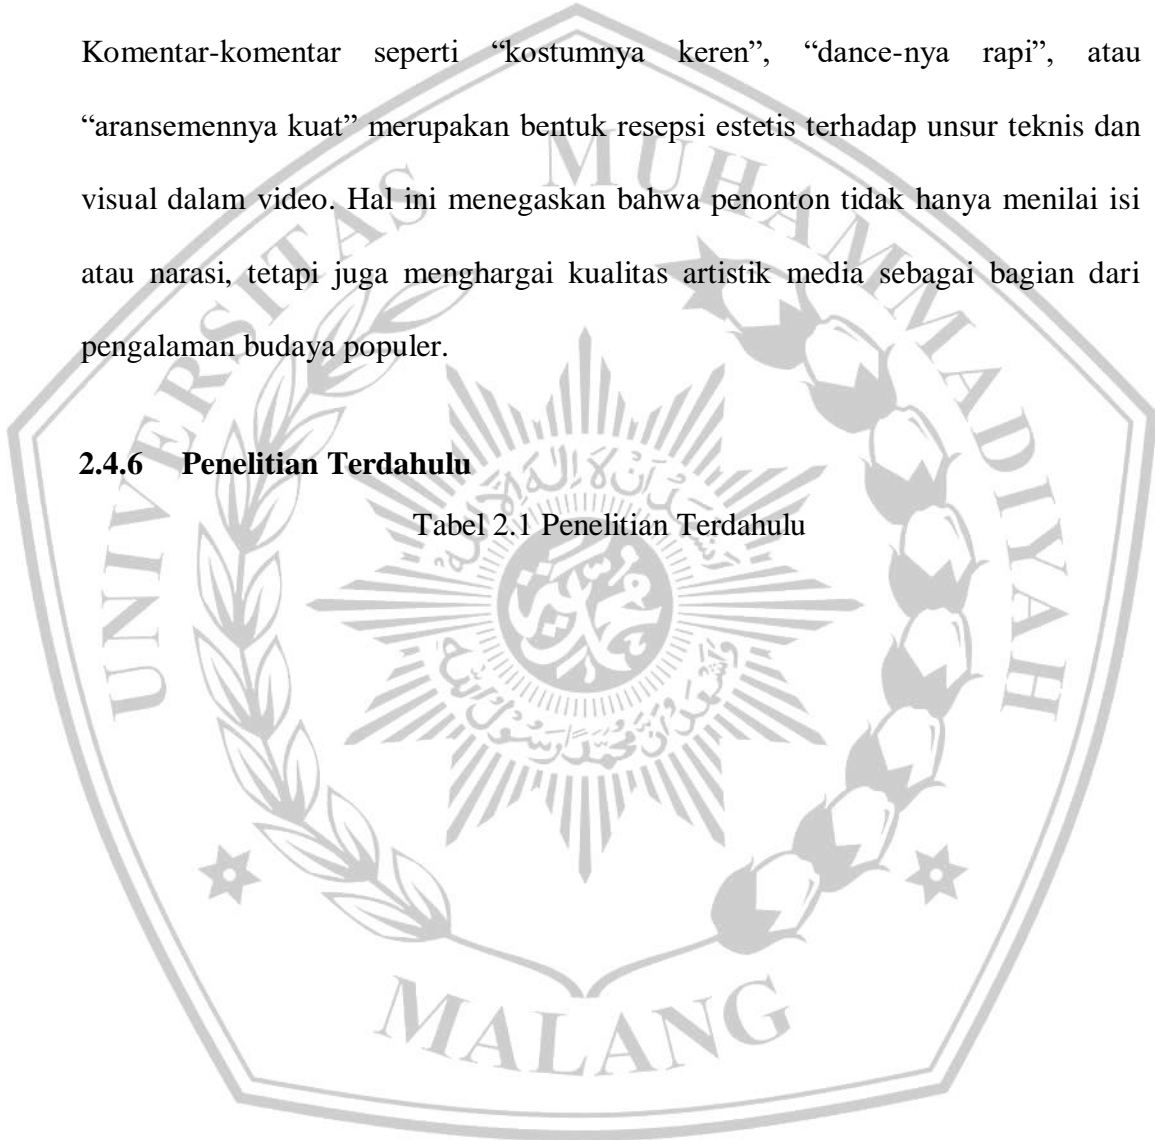 Komentar-komentar seperti “kostumnya keren”, “dance-nya rapi”, atau
“aransemennya kuat” merupakan bentuk resepsi estetis terhadap unsur teknis dan
visual dalam video. Hal ini menegaskan bahwa penonton tidak hanya menilai isi
atau narasi, tetapi juga menghargai kualitas artistik media sebagai bagian dari
pengalaman budaya populer.
2.4.6 Penelitian Terdahulu
Tabel 2.1 Penelitian Terdahulu
UNIVERSITAS MUHAMMADIYAH
MALANG